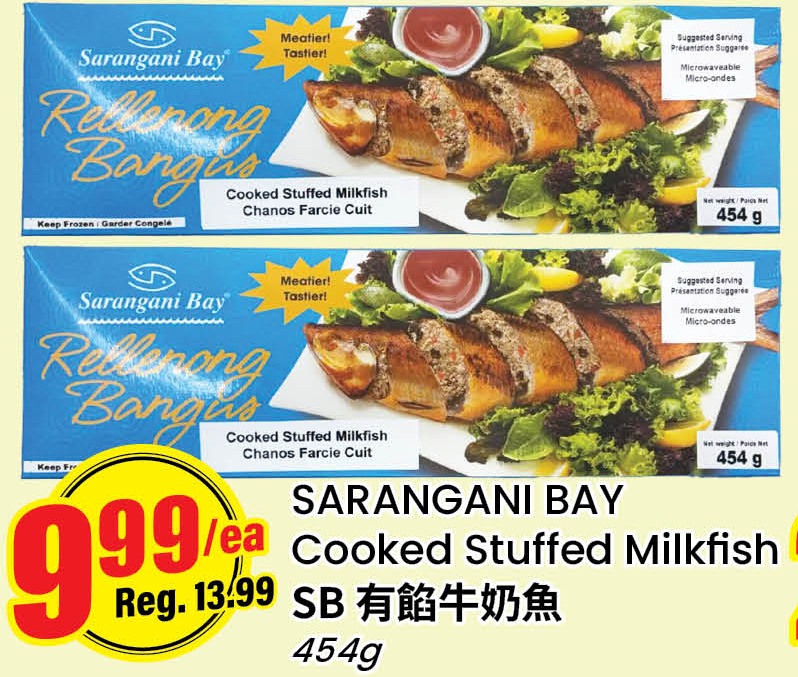 Sarangani Bay®
Meatier!
Tastier!
Suggested Serving
Présentation Suggérée
Microwaveable
Micro-ondes
Rellenong
Bangus
Cooked Stuffed Milkfish
Chanos Farcie Cuit
Keep Frozen / Garder Congelé
Net weight / Poids Net
454 g
Sarangani Bay®
Meatier!
Tastier!
Suggested Serving
Présentation Suggérée
Microwaveable
Micro-ondes
Rellenong
Bangus
Cooked Stuffed Milkfish
Chanos Farcie Cuit
Keep Fr
Net weight / Poids Net
454 g
9.99/ea
Reg. 13.99
SARANGANI BAY
Cooked Stuffed Milkfish
SB 有餡牛奶魚
454g